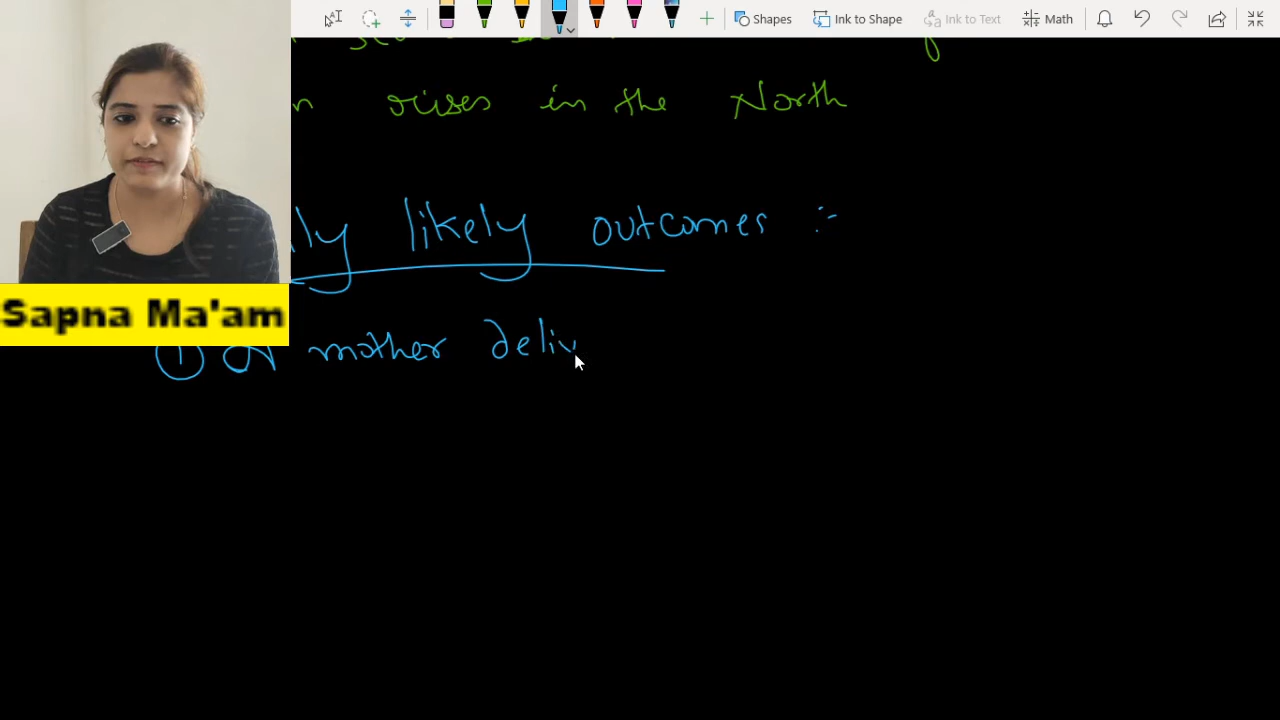 Shapes Ink to Shape Ink to Text Math
n rises in the North
ly likely outcomes :-
Sapna Ma'am
① A mother deliv